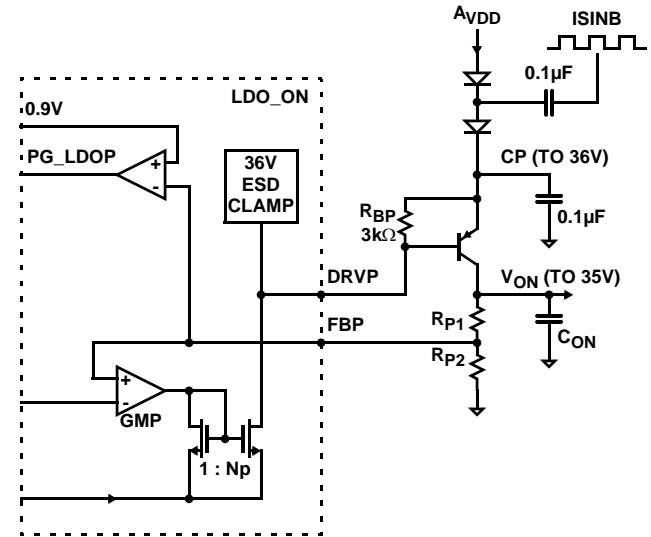 AVDD
ISINB
0.1µF
LDO_ON
0.9V
PG_LDOP
+
-
36V
ESD
CLAMP
CP (TO 36V)
RBP
3kΩ
0.1µF
DRVP
VON (TO 35V)
FBP
RP1
CON
RP2
+
-
GMP
1 : Np